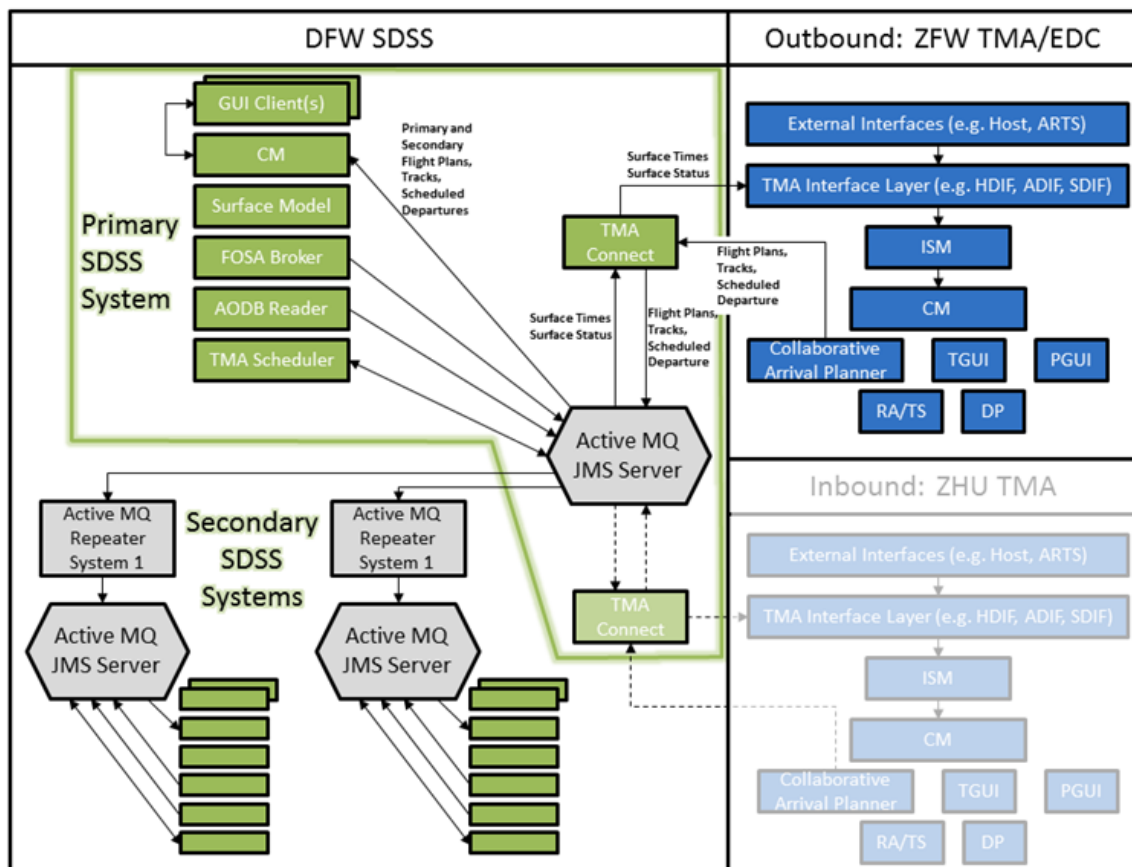 DFW SDSS
Outbound: ZFW TMA/EDC
GUI Client(s)
CM
Surface Model
FOSA Broker
AODB Reader
TMA Scheduler
Primary
SDSS
System
Primary and
Secondary
Flight Plans,
Tracks,
Scheduled
Departures
Surface Times
Surface Status
TMA
Connect
Flight Plans,
Tracks,
Scheduled
Departure
Surface Times
Surface Status
Flight Plans,
Tracks,
Scheduled
Departure
Active MQ
JMS Server
External Interfaces (e.g. Host, ARTS)
TMA Interface Layer (e.g. HDIF, ADIF, SDIF)
ISM
CM
Collaborative
Arrival Planner
TGUI
PGUI
RA/TS
DP
Active MQ
Repeater
System 1
Secondary
SDSS
Systems
Active MQ
Repeater
System 1
Active MQ
JMS Server
Active MQ
JMS Server
TMA
Connect
Inbound: ZHU TMA
External Interfaces (e.g. Host, ARTS)
TMA Interface Layer (e.g. HDIF, ADIF, SDIF)
ISM
CM
Collaborative
Arrival Planner
TGUI
PGUI
RA/TS
DP